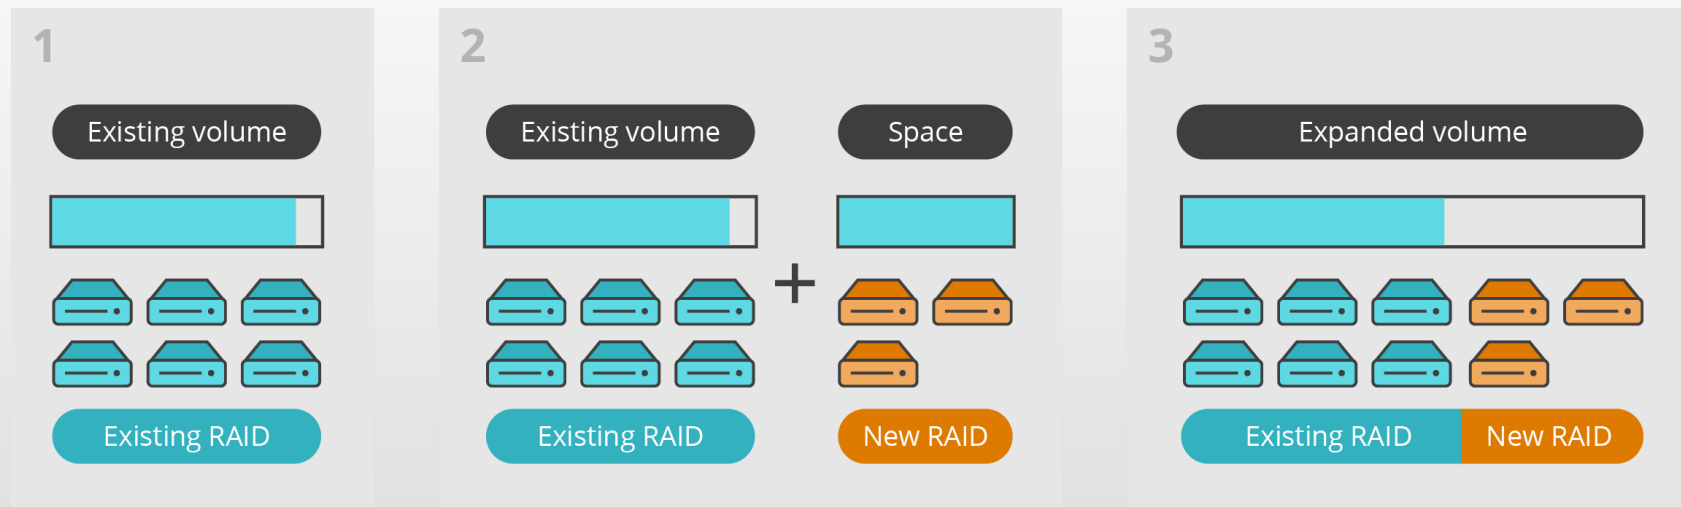 1
Existing volume
Existing RAID
2
Existing volume
Space
+
Existing RAID
New RAID
3
Expanded volume
Existing RAID
New RAID